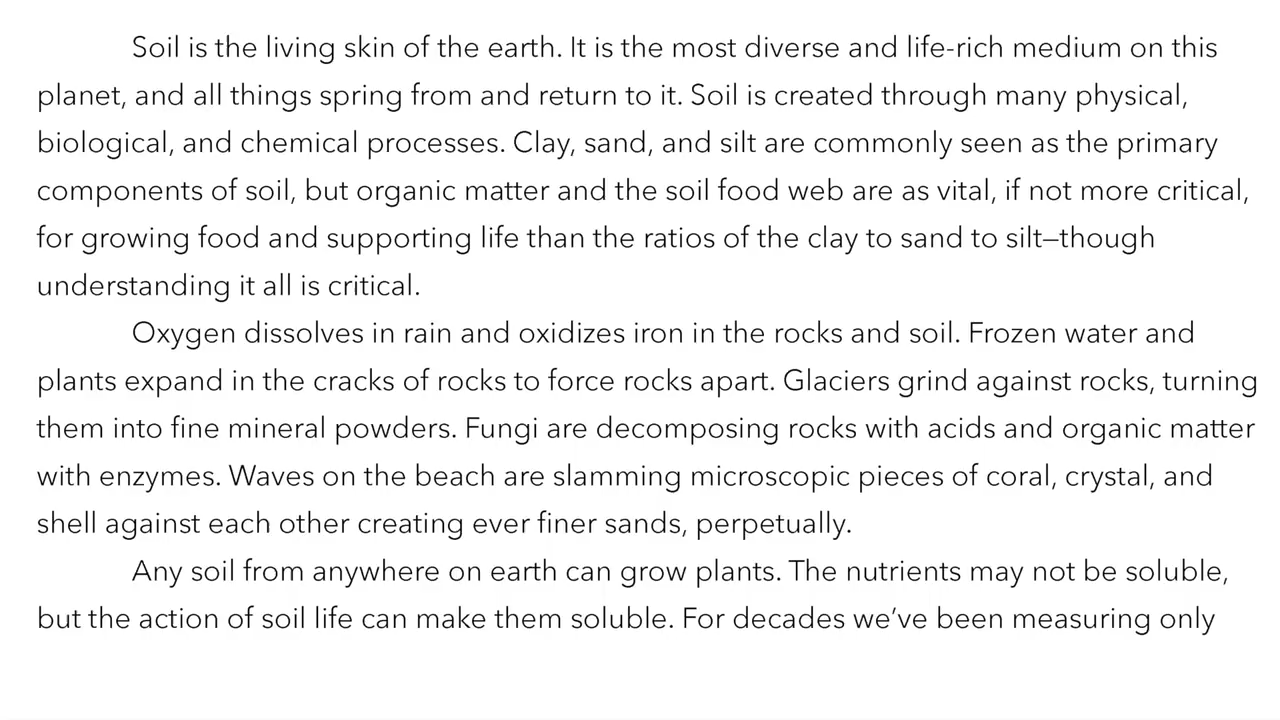 Soil is the living skin of the earth. It is the most diverse and life-rich medium on this
planet, and all things spring from and return to it. Soil is created through many physical,
biological, and chemical processes. Clay, sand, and silt are commonly seen as the primary
components of soil, but organic matter and the soil food web are as vital, if not more critical,
for growing food and supporting life than the ratios of the clay to sand to silt—though
understanding it all is critical.
Oxygen dissolves in rain and oxidizes iron in the rocks and soil. Frozen water and
plants expand in the cracks of rocks to force rocks apart. Glaciers grind against rocks, turning
them into fine mineral powders. Fungi are decomposing rocks with acids and organic matter
with enzymes. Waves on the beach are slamming microscopic pieces of coral, crystal, and
shell against each other creating ever finer sands, perpetually.
Any soil from anywhere on earth can grow plants. The nutrients may not be soluble,
but the action of soil life can make them soluble. For decades we’ve been measuring only